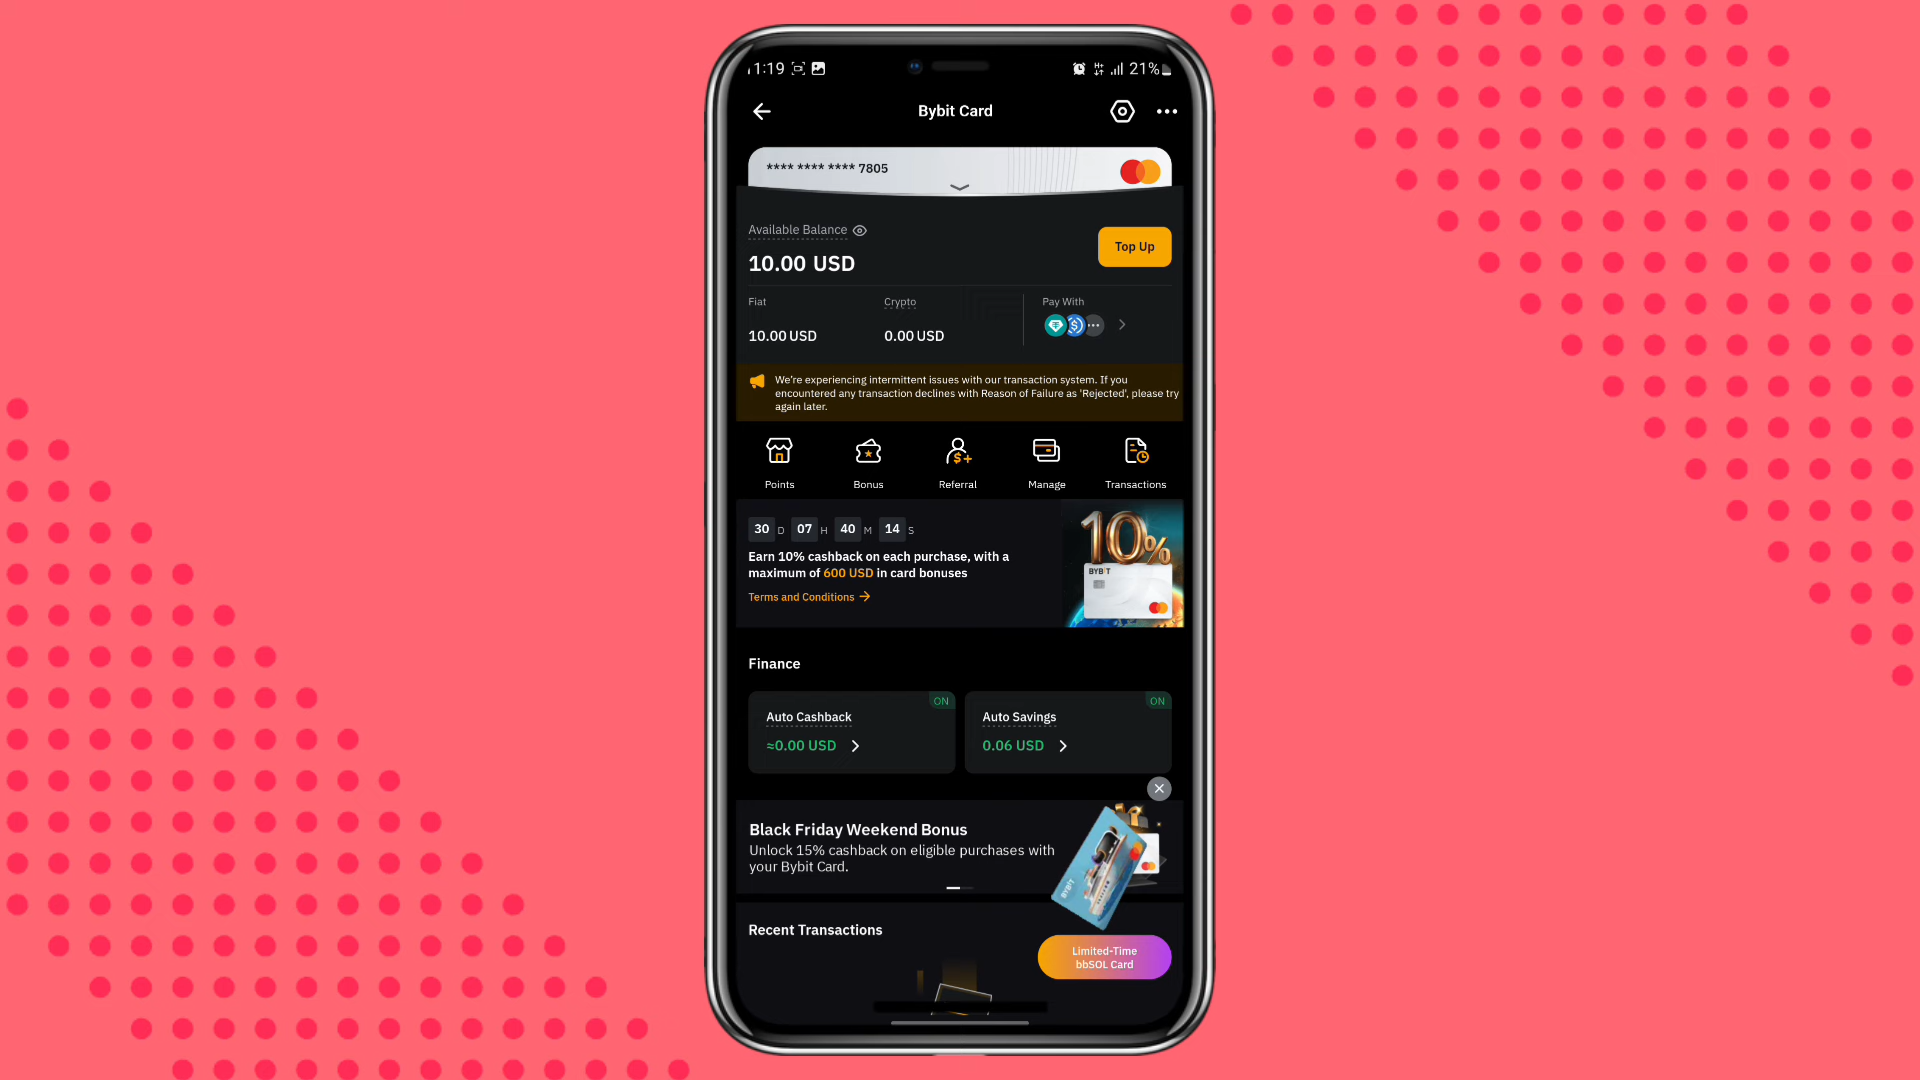 1:19 21%
Bybit Card
**** **** **** 7805
Available Balance
10.00 USD
Top Up
Fiat Crypto Pay With
10.00 USD 0.00 USD
We're experiencing intermittent issues with our transaction system. If you
encountered any transaction declines with Reason of Failure as 'Rejected', please try
again later.
Points Bonus Referral Manage Transactions
30 D 07 H 40 M 14 S
Earn 10% cashback on each purchase, with a
maximum of 600 USD in card bonuses
Terms and Conditions
10%
BYBIT
Finance
ON
Auto Cashback
≈0.00 USD
ON
Auto Savings
0.06 USD
Black Friday Weekend Bonus
Unlock 15% cashback on eligible purchases with
your Bybit Card.
BYBIT
Recent Transactions
Limited-Time
bbSOL Card